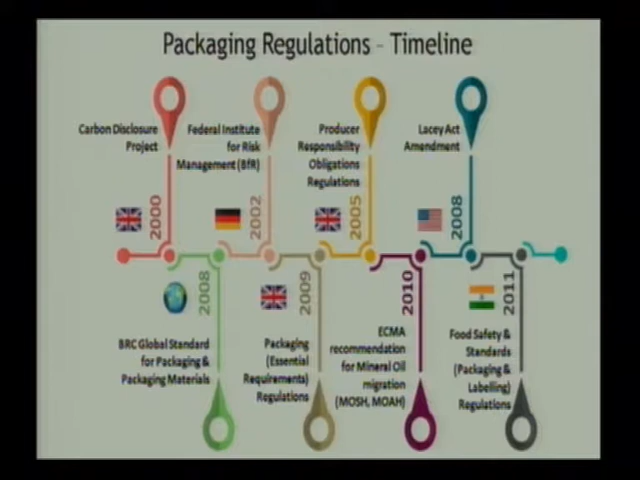 Packaging Regulations - Timeline
Carbon Disclosure
Project
2000
Federal Institute
for Risk
Management (BfR)
2002
Producer
Responsibility
Obligations
Regulations
2005
Lacey Act
Amendment
2008
2008
BRC Global Standard
for Packaging &
Packaging Materials
2009
Packaging
(Essential
Requirements)
Regulations
2010
ECMA
recommendation
for Mineral Oil
migration
(MOSH, MOAH)
2011
Food Safety &
Standards
(Packaging &
Labelling)
Regulations